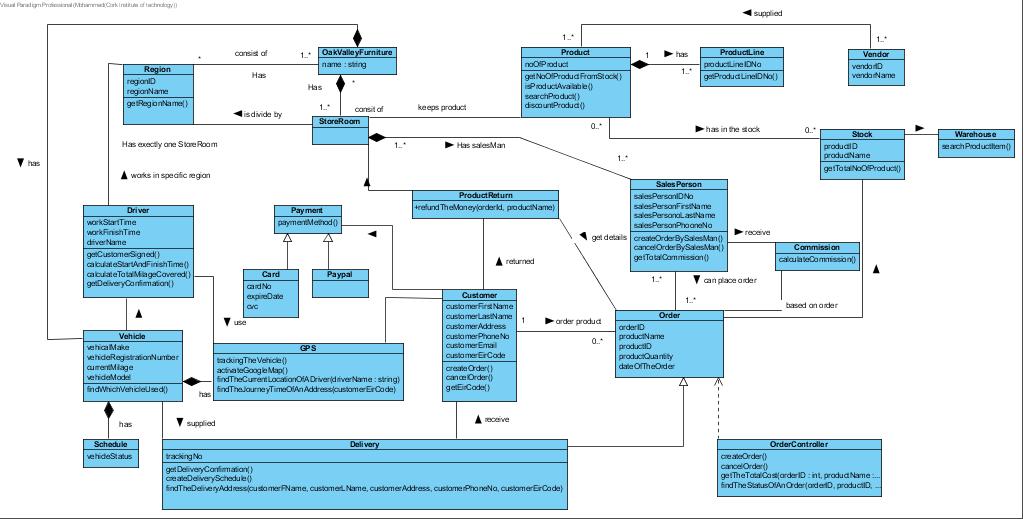 Visual Paradigm Professional(Mohammed(Cork institute of technology))
supplied
1..*
1..*
OakValleyFurniture
name : string
Product
noOfProduct
getNoOfProductFromStock()
isProductAvailable()
searchProduct()
discountProduct()
1
has
1..*
ProductLine
productLineIDNo
getProductLineIDNo()
Vendor
vendorID
vendorName
*
consist of
1..*
Has
Region
regionID
regionName
getRegionName()
Has
*
1..*
consit of
keeps product
is divide by
StoreRoom
0..*
has in the stock
0..*
Stock
productID
productName
getTotalNoOfProduct()
Warehouse
searchProductItem()
Has exectly one StoreRoom
1..*
Has salesMan
1..*
has
works in specific region
SalesPerson
salesPersonIDNo
salesPersonFirstName
salesPersonoLastName
salesPersonPhooneNo
createOrderBySalesMan()
cancelOrderBySalesMan()
getTotalCommission()
ProductReturn
+refundTheMoney(orderId, productName)
Driver
workStartTime
workFinishTime
driverName
getCustomerSigned()
calculateStartAndFinishTime()
calculateTotalMilageCovered()
getDeliveryConfirmation()
Payment
paymentMethod()
get details
receive
Commission
calculateCommission()
returned
Card
cardNo
expireDate
cvc
Paypal
1..*
can place order
1..*
based on order
Customer
customerFirstName
customerLastName
customerAddress
customerPhoneNo
customerEmail
customerEirCode
createOrder()
cancelOrder()
getEirCode()
1
order product
0..*
Order
orderID
productName
productID
productQuantity
dateOfTheOrder
use
Vehicle
vehicalMake
vehicleRegistrationNumber
currentMilage
vehicleModel
findWhichVehicleUsed()
GPS
trackingTheVehicle()
activateGoogleMap()
findTheCurrentLocationOfADriver(driverName : string)
findTheJourneyTimeOfAnAddress(customerEirCode)
has
has
supplied
receive
Schedule
vehicleStatus
Delivery
trackingNo
getDeliveryConfirmation()
createDeliverySchedule()
findTheDeliveryAddress(customerFName, customerLName, customerAddress, customerPhoneNo, customerEirCode)
OrderController
createOrder()
cancelOrder()
getTheTotalCost(orderID : int, productName :...
findTheStatusOfAnOrder(orderID, productID, ...